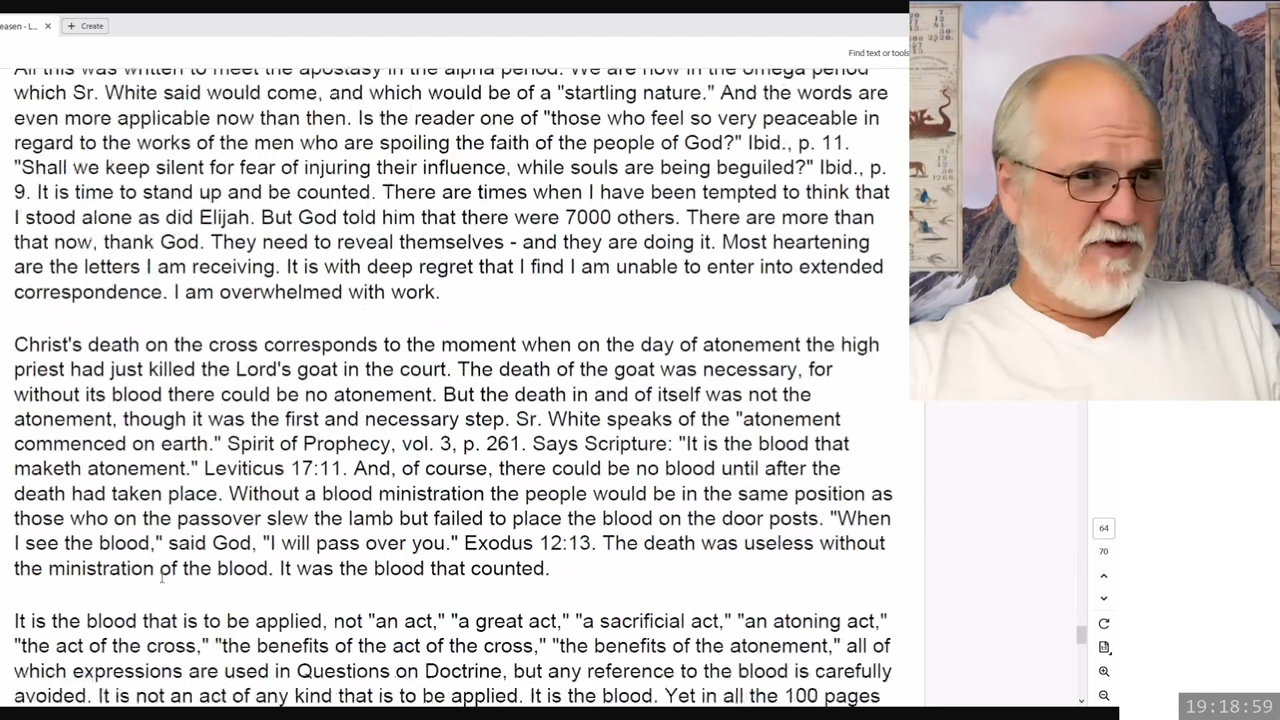 easen - L...
Create
Find text or tools
All this was written to meet the apostasy in the alpha period. We are now in the omega period
which Sr. White said would come, and which would be of a "startling nature." And the words are
even more applicable now than then. Is the reader one of "those who feel so very peaceable in
regard to the works of the men who are spoiling the faith of the people of God?" Ibid., p. 11.
"Shall we keep silent for fear of injuring their influence, while souls are being beguiled?" Ibid., p.
9. It is time to stand up and be counted. There are times when I have been tempted to think that
I stood alone as did Elijah. But God told him that there were 7000 others. There are more than
that now, thank God. They need to reveal themselves - and they are doing it. Most heartening
are the letters I am receiving. It is with deep regret that I find I am unable to enter into extended
correspondence. I am overwhelmed with work.
Christ's death on the cross corresponds to the moment when on the day of atonement the high
priest had just killed the Lord's goat in the court. The death of the goat was necessary, for
without its blood there could be no atonement. But the death in and of itself was not the
atonement, though it was the first and necessary step. Sr. White speaks of the "atonement
commenced on earth." Spirit of Prophecy, vol. 3, p. 261. Says Scripture: "It is the blood that
maketh atonement." Leviticus 17:11. And, of course, there could be no blood until after the
death had taken place. Without a blood ministration the people would be in the same position as
those who on the passover slew the lamb but failed to place the blood on the door posts. "When
I see the blood," said God, "I will pass over you." Exodus 12:13. The death was useless without
the ministration of the blood. It was the blood that counted.
It is the blood that is to be applied, not "an act," "a great act," "a sacrificial act," "an atoning act,"
"the act of the cross," "the benefits of the act of the cross," "the benefits of the atonement," all of
which expressions are used in Questions on Doctrine, but any reference to the blood is carefully
avoided. It is not an act of any kind that is to be applied. It is the blood. Yet in all the 100 pages
64
70
19:18:59